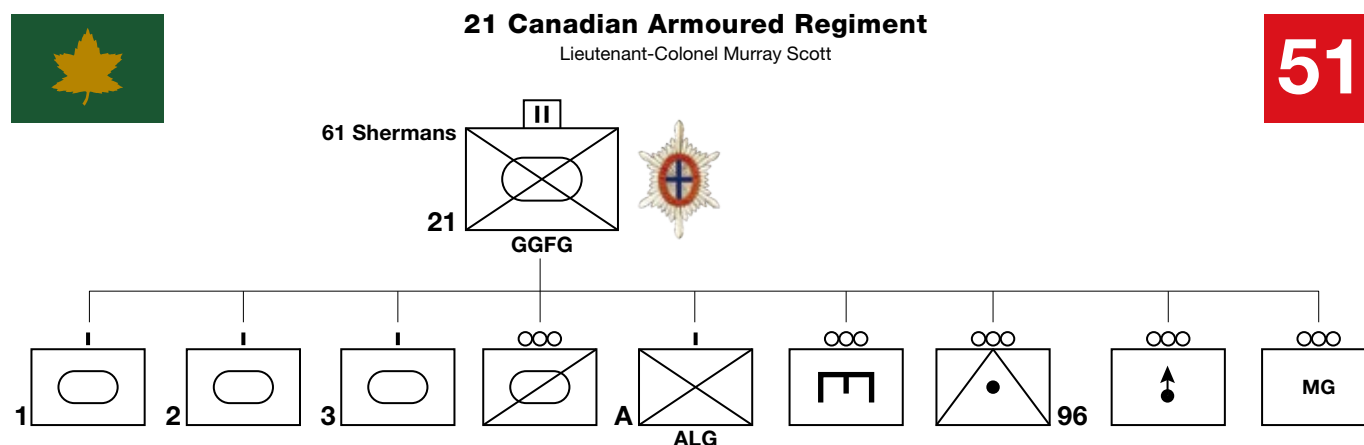 21 Canadian Armoured Regiment
Lieutenant-Colonel Murray Scott
51
61 Shermans
II
21
GGFG
I I I I
1
2
3
A
ALG
96
MG